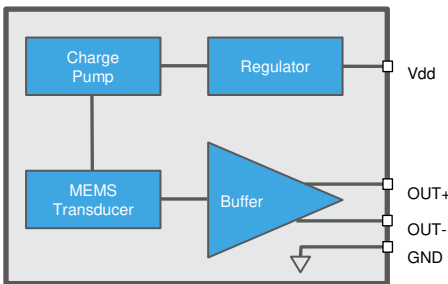 Charge
Pump
Regulator
Vdd
MEMS
Transducer
Buffer
OUT+
OUT-
GND